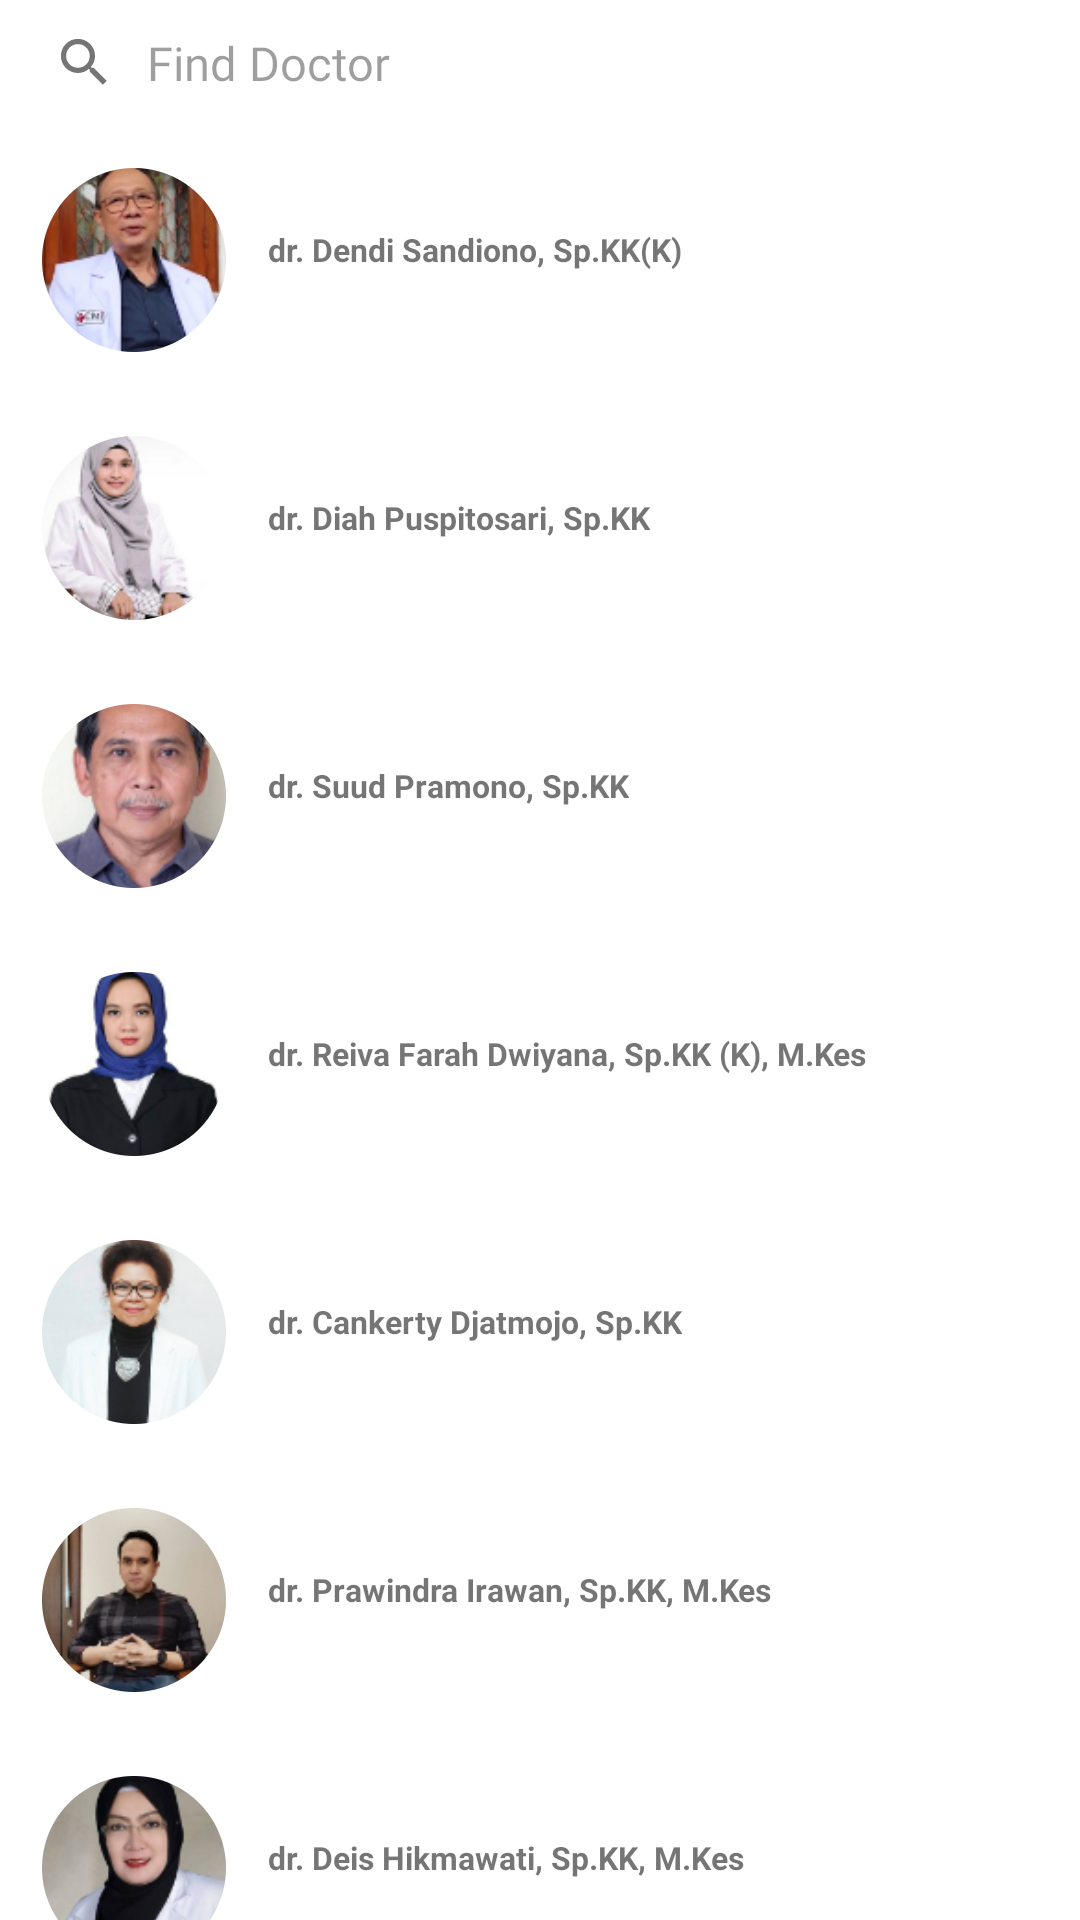 Find Doctor
dr. Dendi Sandiono, Sp.KK(K)
dr. Diah Puspitosari, Sp.KK
dr. Suud Pramono, Sp.KK
dr. Reiva Farah Dwiyana, Sp.KK (K), M.Kes
dr. Cankerty Djatmojo, Sp.KK
dr. Prawindra Irawan, Sp.KK, M.Kes
dr. Deis Hikmawati, Sp.KK, M.Kes